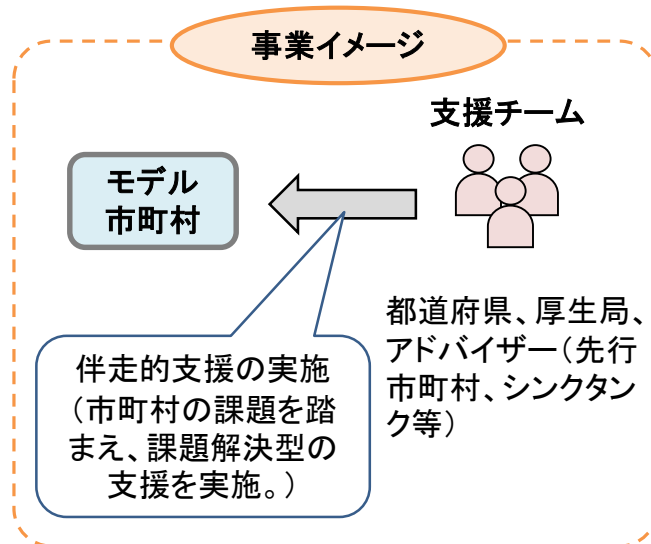 事業イメージ
支援チーム
モデル
市町村
都道府県、厚生局、
アドバイザー(先行
市町村、シンクタン
ク等)
伴走的支援の実施
(市町村の課題を踏
まえ、課題解決型の
支援を実施。)